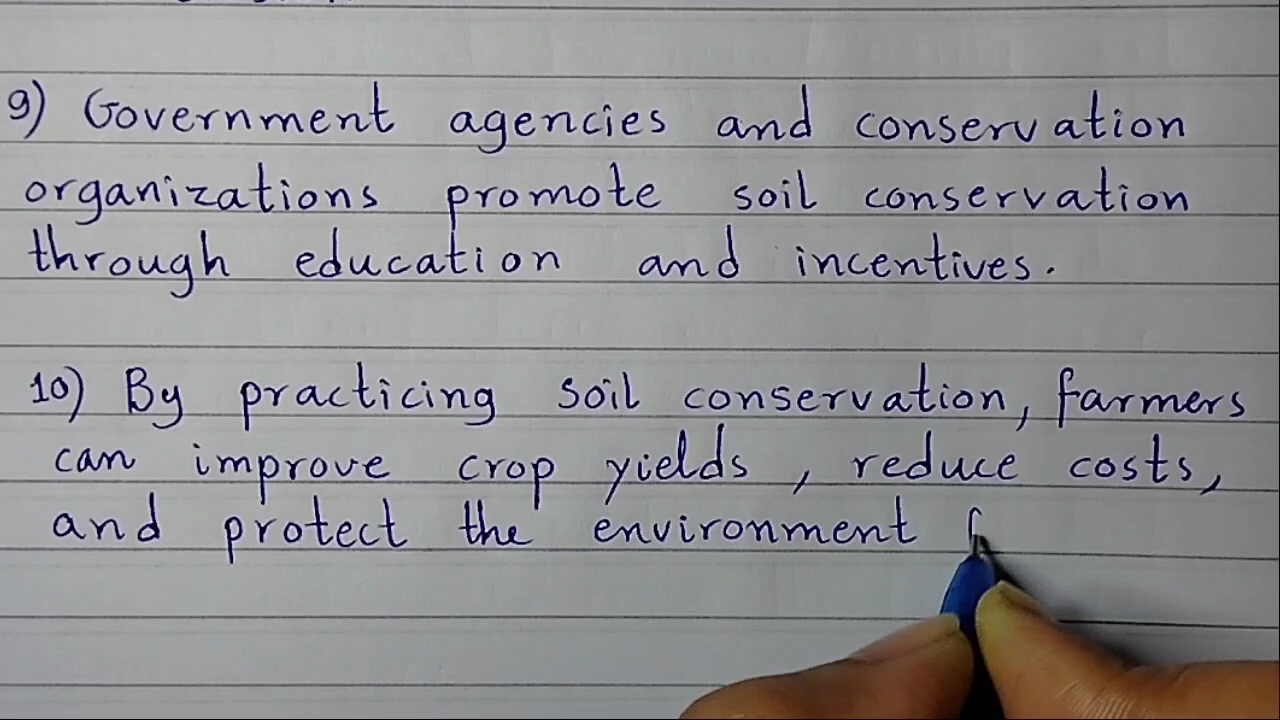 9) Government agencies and conservation
organizations promote soil conservation
through education and incentives.
10) By practicing soil conservation, farmers
can improve crop yields, reduce costs,
and protect the environment